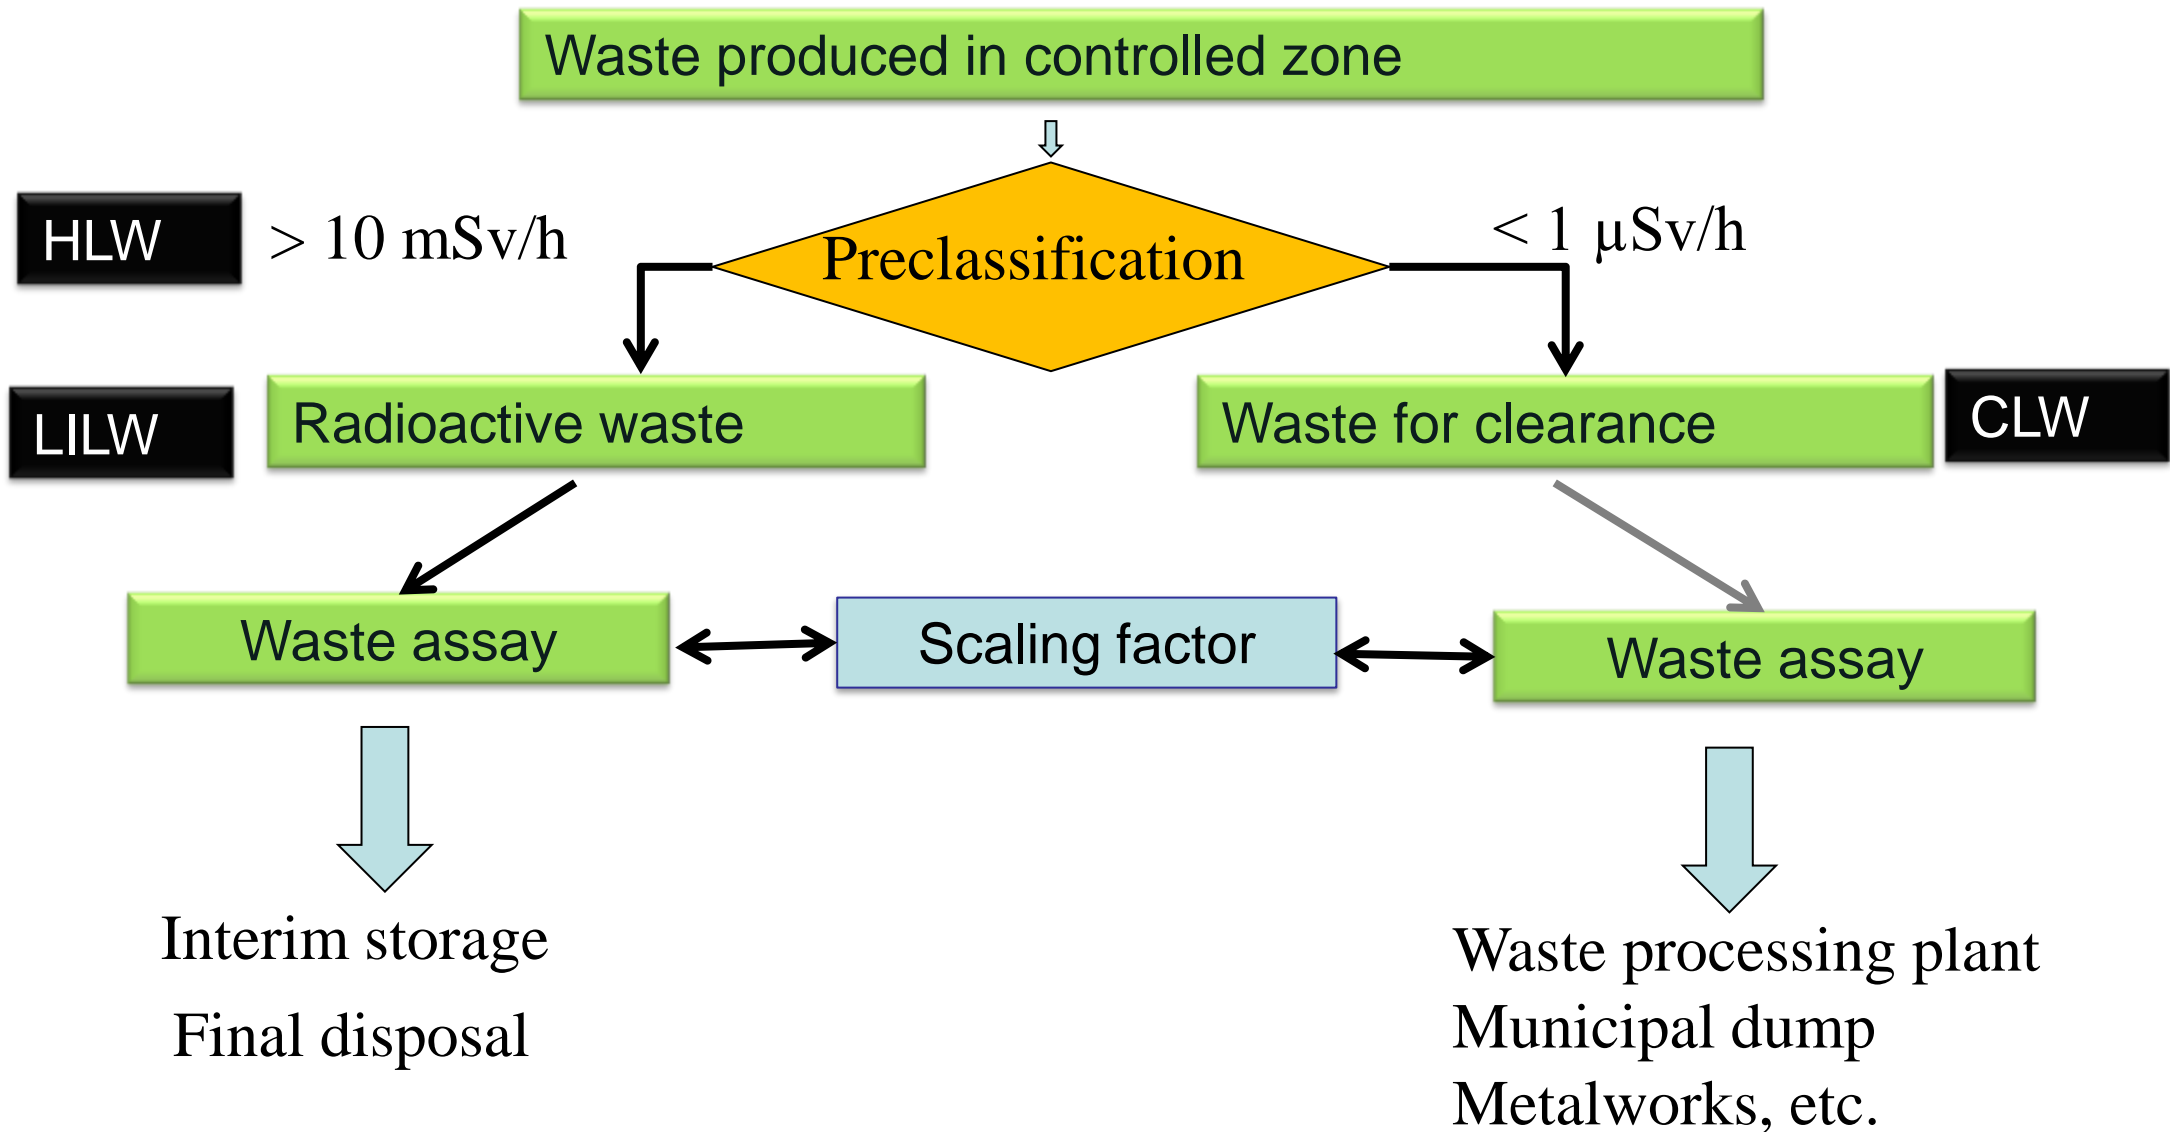 Waste produced in controlled zone
HLW
> 10 mSv/h
Preclassification
< 1 µSv/h
LILW
Radioactive waste
Waste for clearance
CLW
Waste assay
Scaling factor
Waste assay
Interim storage
Final disposal
Waste processing plant
Municipal dump
Metalworks, etc.